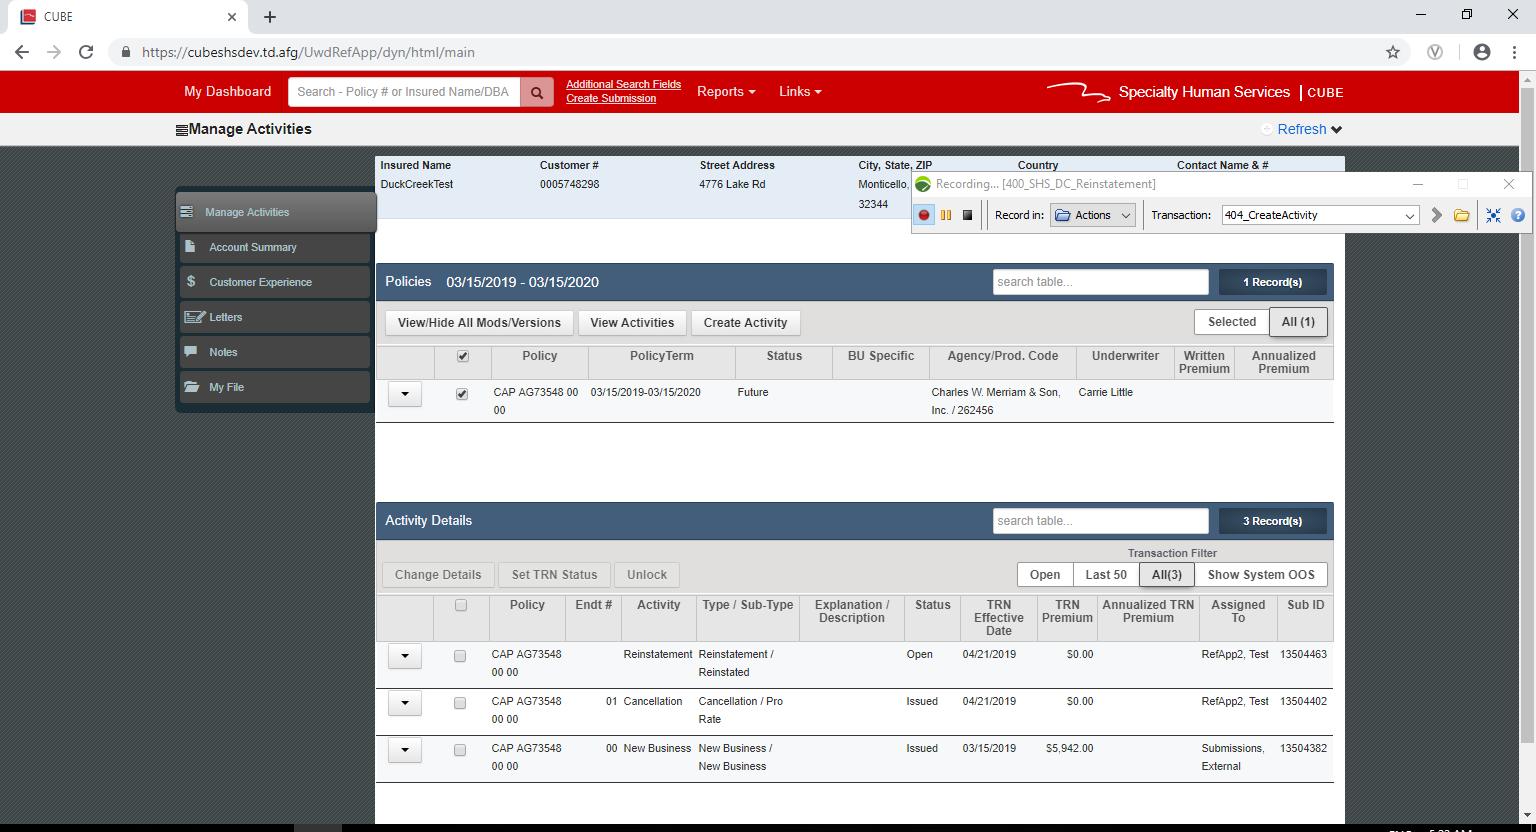 CUBE
https://cubeshsdev.td.afg/UwdRefApp/dyn/html/main
My Dashboard
Search - Policy # or Insured Name/DBA
Additional Search Fields
Create Submission
Reports
Links
Specialty Human Services | CUBE
Manage Activities
Refresh
Insured Name Customer # Street Address City, State, ZIP Country Contact Name & #
DuckCreekTest 0005748298 4776 Lake Rd Monticello,
32344
Recording... [400_SHS_DC_Reinstatement]
Record in: Actions Transaction: 404_CreateActivity
Manage Activities
Account Summary
Customer Experience
Letters
Notes
My File
Policies 03/15/2019 - 03/15/2020 search table... 1 Record(s)
View/Hide All Mods/Versions View Activities Create Activity Selected All (1)
Policy PolicyTerm Status BU Specific Agency/Prod. Code Underwriter Written Premium Annualized Premium
CAP AG73548 00 03/15/2019-03/15/2020 Future Charles W. Merriam & Son, Carrie Little
00 Inc. / 262456
Activity Details search table... 3 Record(s)
Transaction Filter
Change Details Set TRN Status Unlock Open Last 50 All(3) Show System OOS
Policy Endt # Activity Type / Sub-Type Explanation / Description Status TRN Effective Date TRN Premium Annualized TRN Premium Assigned To Sub ID
CAP AG73548 Reinstatement Reinstatement / Open 04/21/2019 $0.00 RefApp2, Test 13504463
00 00 Reinstated
CAP AG73548 01 Cancellation Cancellation / Pro Issued 04/21/2019 $0.00 RefApp2, Test 13504402
00 00 Rate
CAP AG73548 00 New Business New Business / Issued 03/15/2019 $5,942.00 Submissions, 13504382
00 00 New Business External